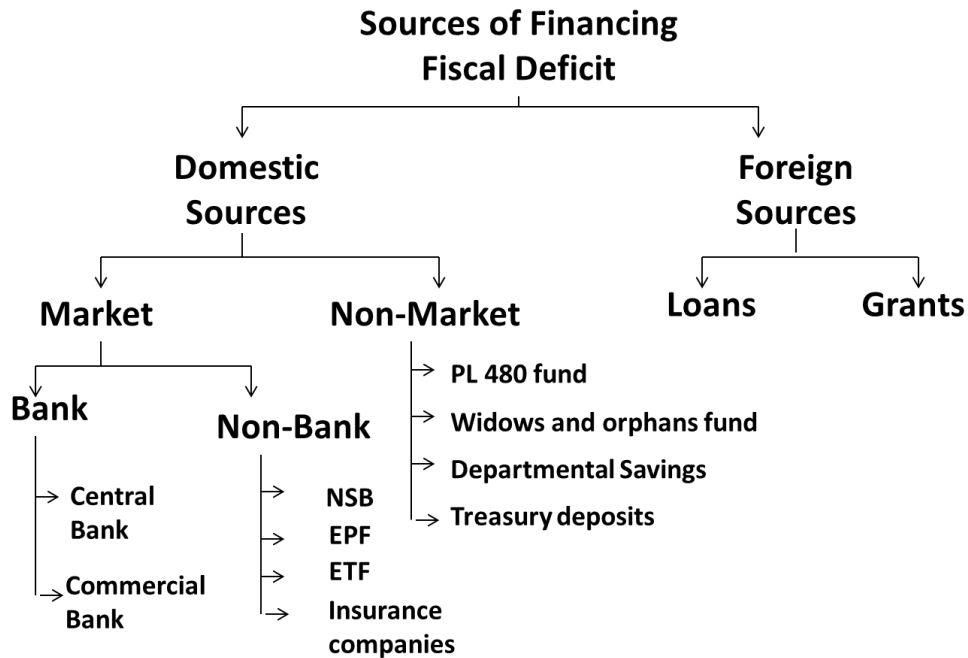 Sources of Financing
Fiscal Deficit
Domestic
Sources
Foreign
Sources
Market
Non-Market
Loans
Grants
Bank
Non-Bank
Central
Bank
Commercial
Bank
NSB
EPF
ETF
Insurance
companies
PL 480 fund
Widows and orphans fund
Departmental Savings
Treasury deposits